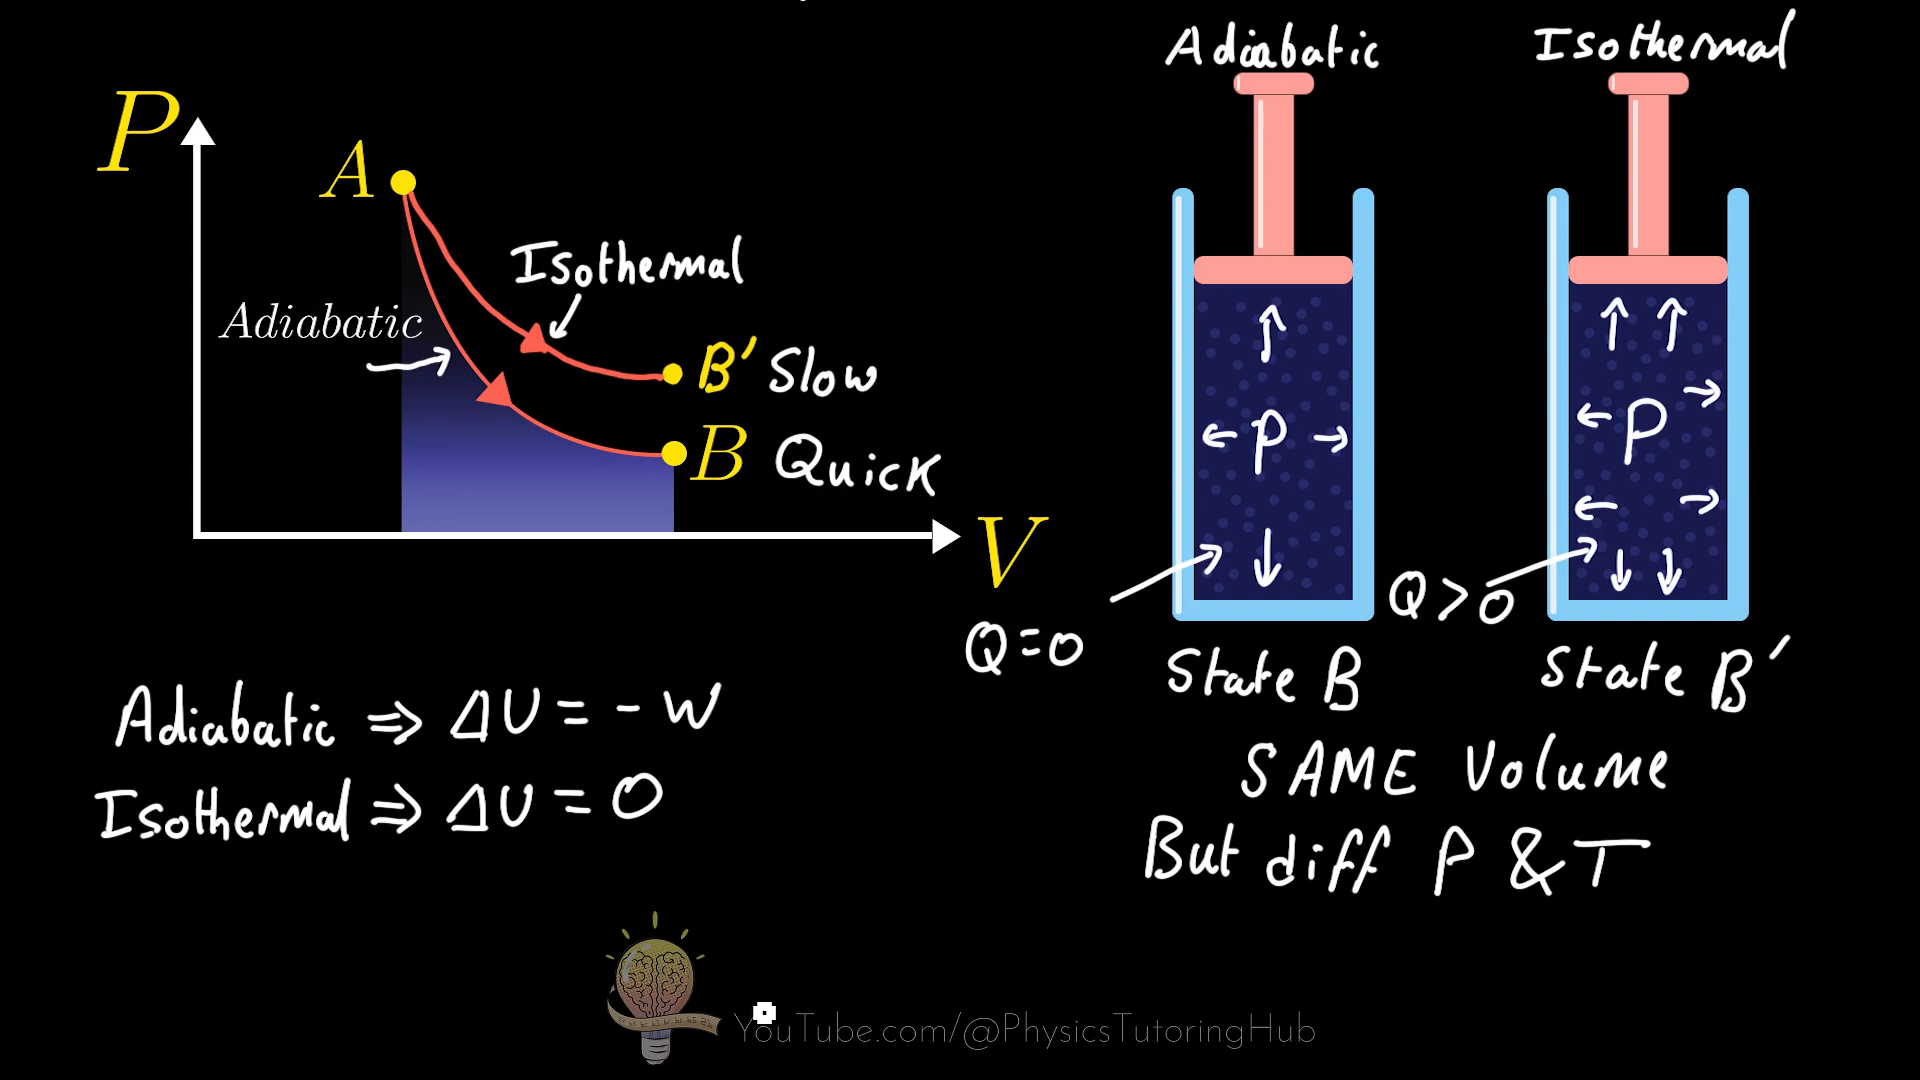 P
A
Isothermal
Adiabatic
B' Slow
B Quick
V
Adiabatic ⇒ ΔU = - W
Isothermal ⇒ ΔU = 0
Adiabatic
P
Q = 0
State B
Isothermal
P
Q > 0
State B'
SAME Volume
But diff P & T
YouTube.com/@PhysicsTutoringHub